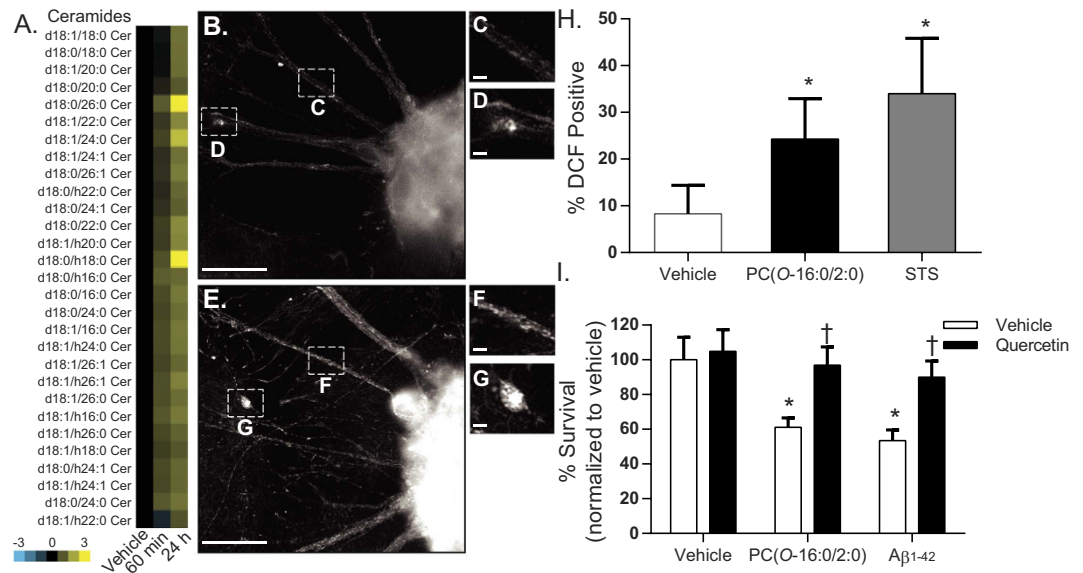 A.
Ceramides
d18:1/18:0 Cer
d18:0/18:0 Cer
d18:1/20:0 Cer
d18:0/20:0 Cer
d18:0/26:0 Cer
d18:1/22:0 Cer
d18:1/24:0 Cer
d18:1/24:1 Cer
d18:0/26:1 Cer
d18:0/h22:0 Cer
d18:0/24:1 Cer
d18:0/22:0 Cer
d18:1/h20:0 Cer
d18:0/h18:0 Cer
d18:0/h16:0 Cer
d18:0/16:0 Cer
d18:0/24:0 Cer
d18:1/16:0 Cer
d18:1/h24:0 Cer
d18:1/26:1 Cer
d18:1/h26:1 Cer
d18:1/26:0 Cer
d18:1/h16:0 Cer
d18:1/h26:0 Cer
d18:1/h18:0 Cer
d18:0/h24:1 Cer
d18:1/h24:1 Cer
d18:0/24:0 Cer
d18:1/h22:0 Cer
-3 0 3
Vehicle
60 min
24 h
B.
C
D
C
D
E.
F
G
F
G
H.
% DCF Positive
50
40
30
20
10
0
*
*
Vehicle PC(O-16:0/2:0) STS
I.
% Survival
(normalized to vehicle)
120
100
80
60
40
20
0
Vehicle
Quercetin
* †
* †
Vehicle PC(O-16:0/2:0) Aβ1-42